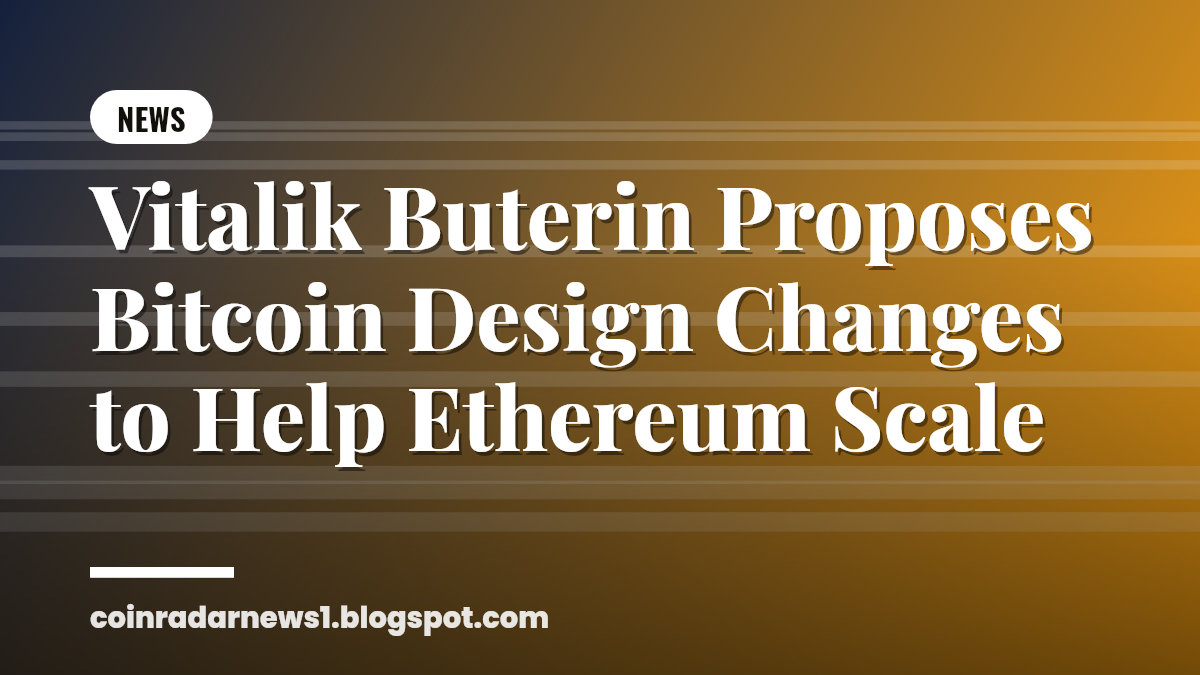 NEWS
Vitalik Buterin Proposes
Bitcoin Design Changes
to Help Ethereum Scale
coinradarnews1.blogspot.com